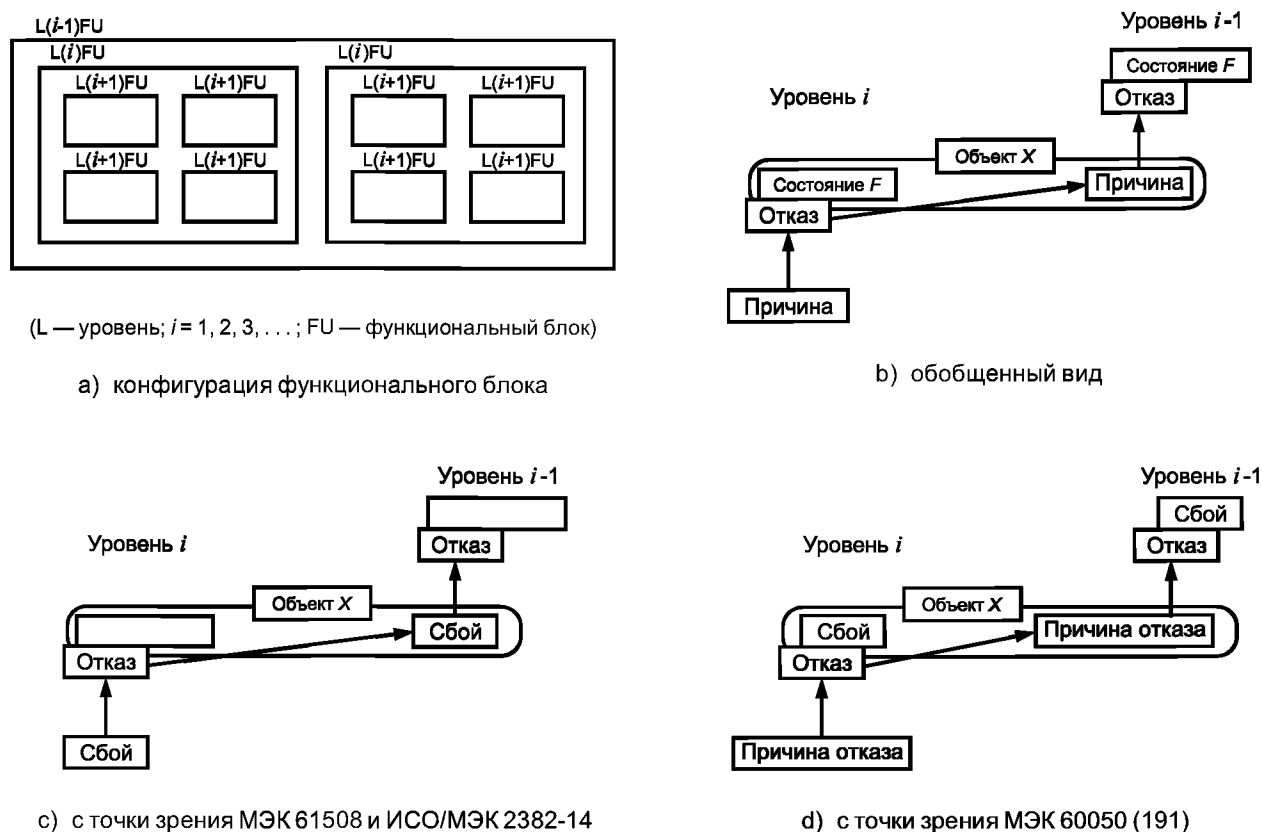 L(i-1)FU
L(i)FU L(i)FU
L(i+1)FU L(i+1)FU L(i+1)FU L(i+1)FU
L(i+1)FU L(i+1)FU L(i+1)FU L(i+1)FU
(L — уровень; i = 1, 2, 3, . . . ; FU — функциональный блок)
a) конфигурация функционального блока
Уровень i-1
Состояние F
Отказ
Уровень i
Объект X
Состояние F
Причина
Отказ
Причина
b) обобщенный вид
Уровень i-1
Отказ
Уровень i
Объект X
Сбой
Отказ
Сбой
c) с точки зрения МЭК 61508 и ИСО/МЭК 2382-14
Уровень i-1
Сбой
Отказ
Уровень i
Объект X
Сбой
Причина отказа
Отказ
Причина отказа
d) с точки зрения МЭК 60050 (191)